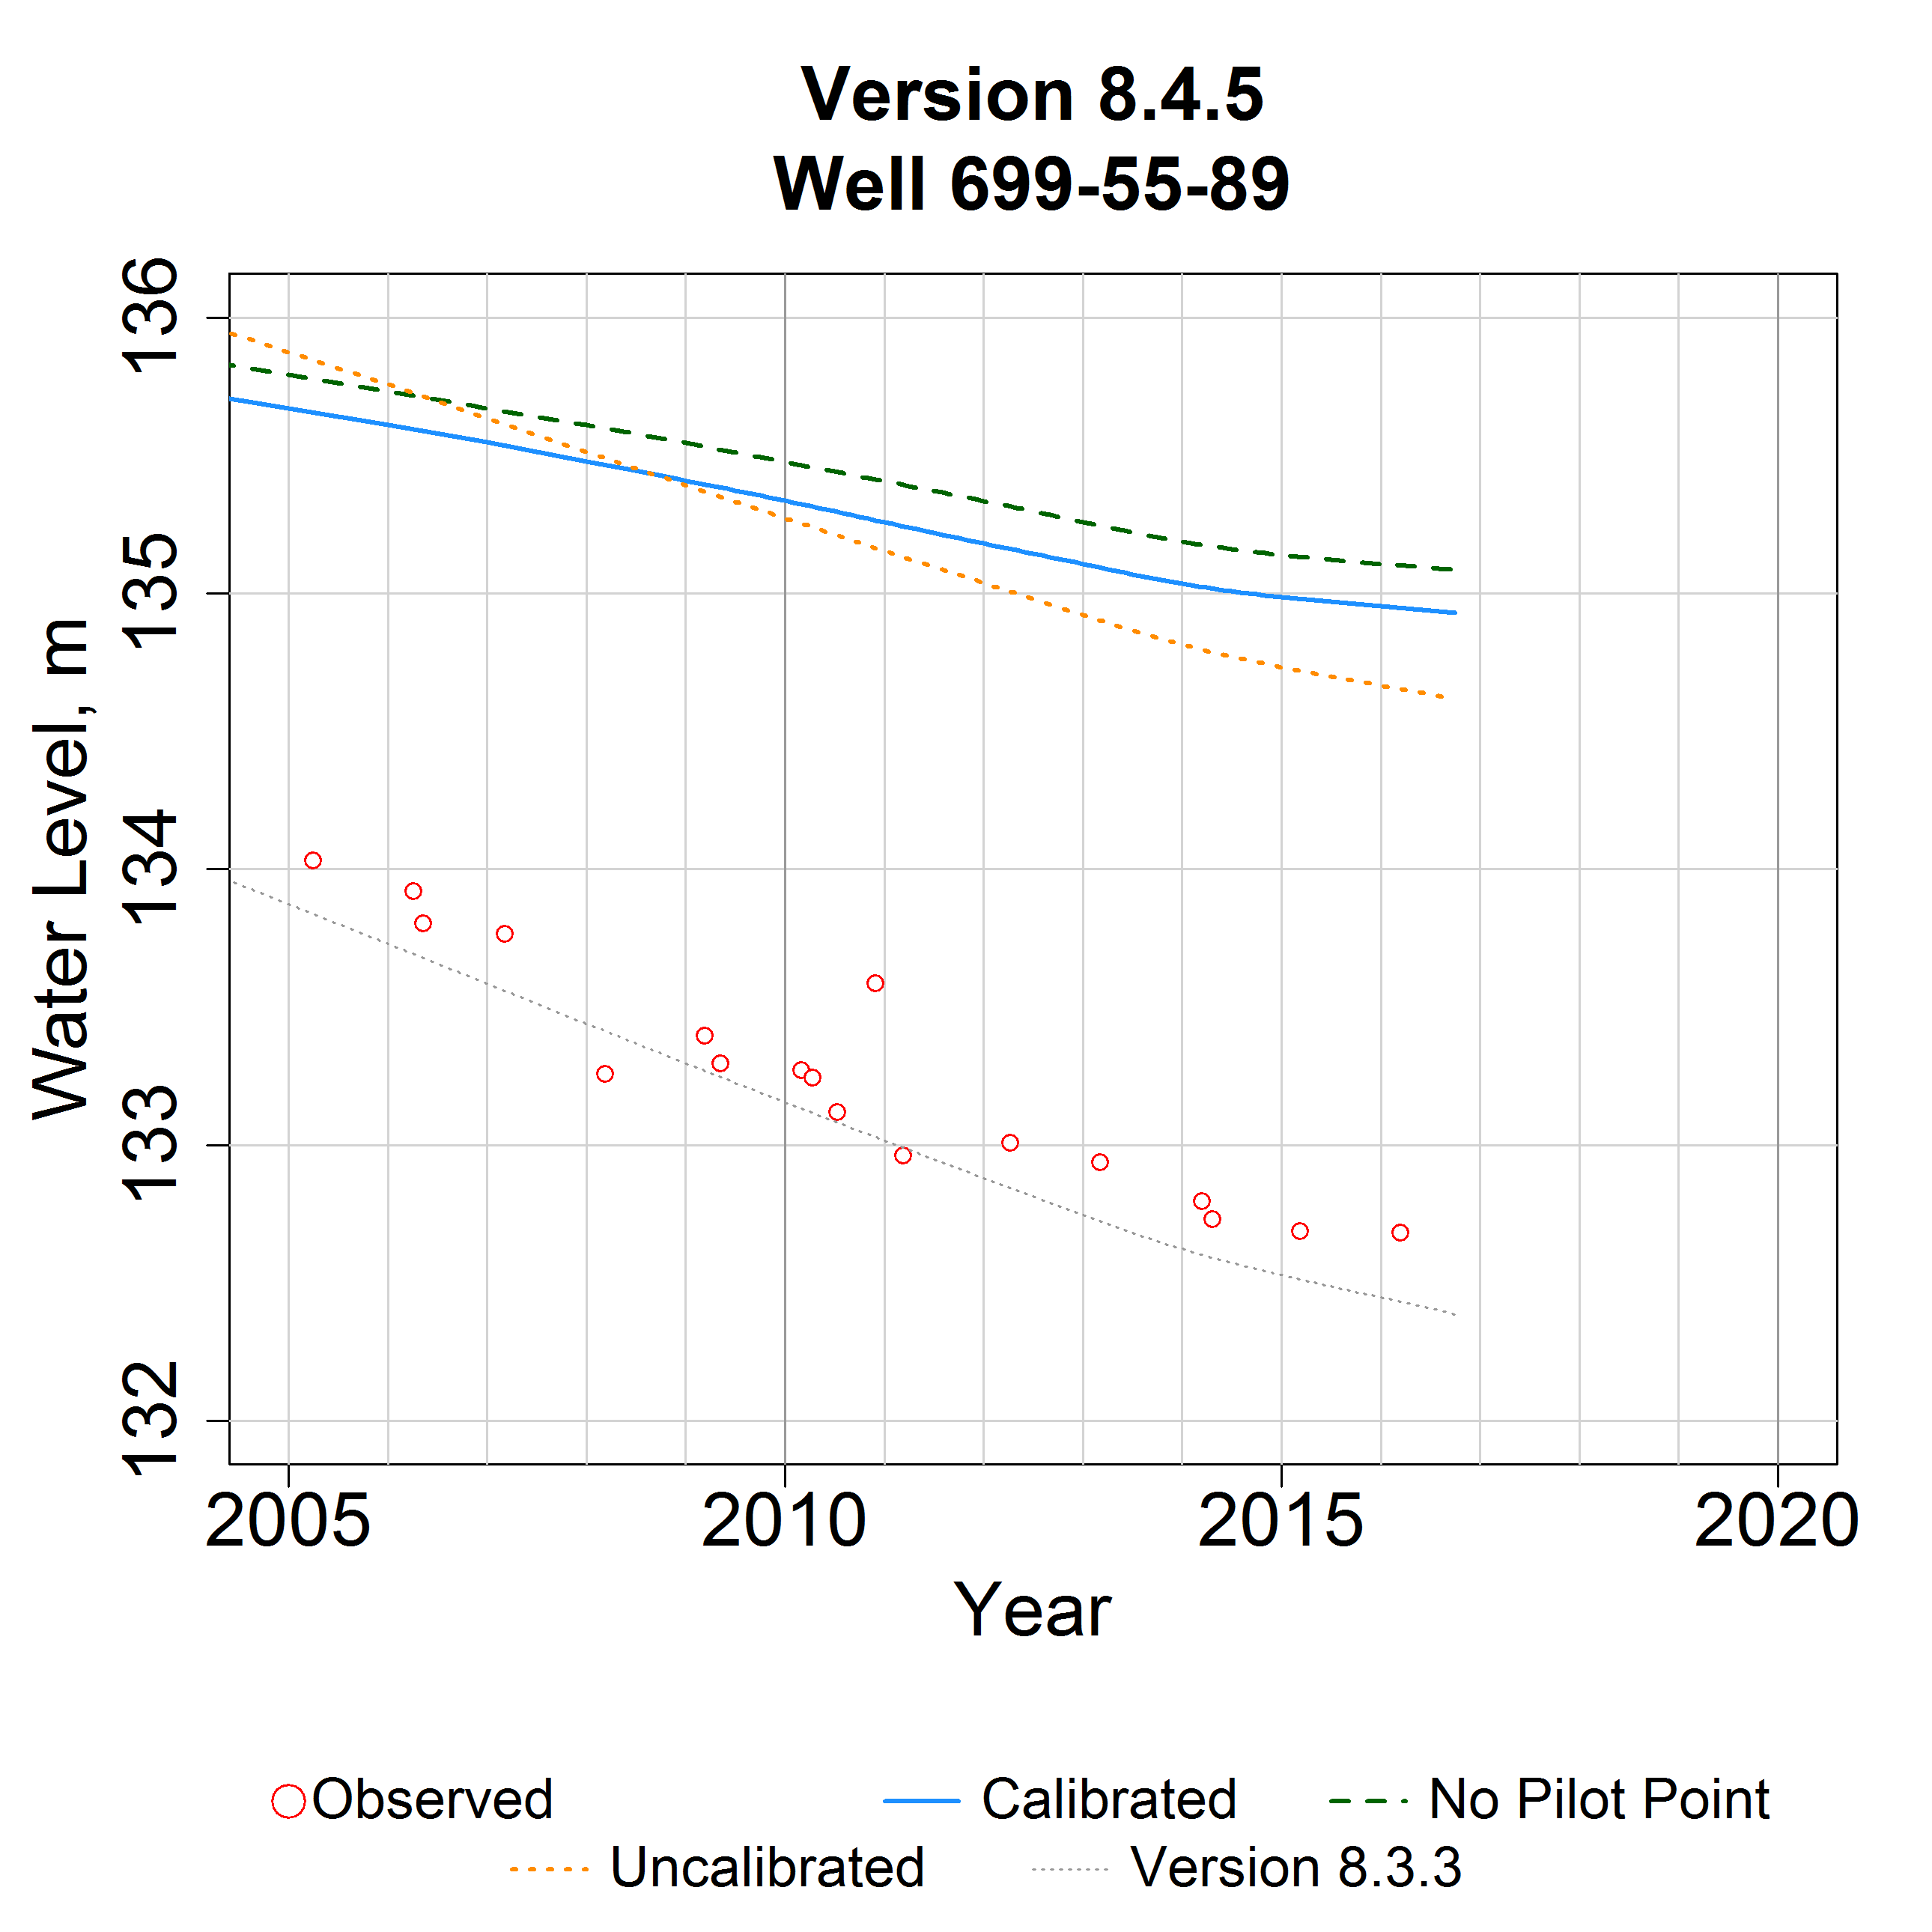 Version 8.4.5
Well 699-55-89
Water Level, m
136
135
134
133
132
2005 2010 2015 2020
Year
Observed Calibrated No Pilot Point
Uncalibrated Version 8.3.3